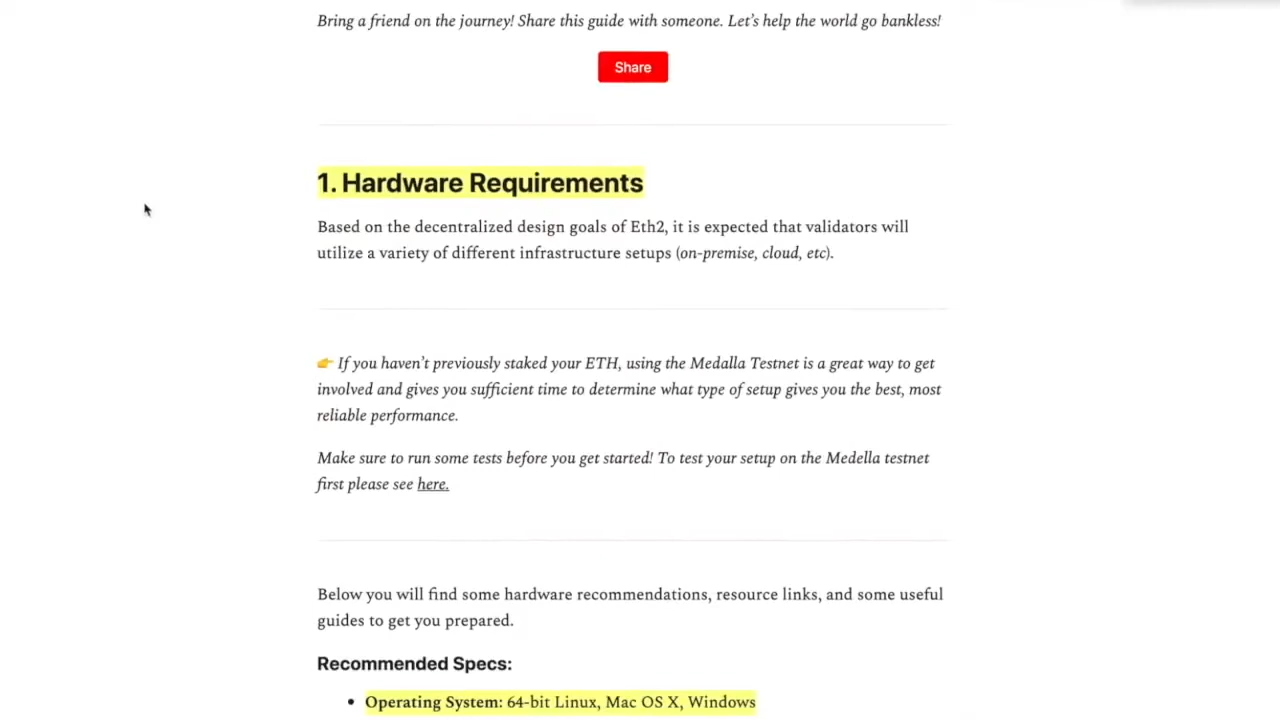 Bring a friend on the journey! Share this guide with someone. Let's help the world go bankless!
Share
1. Hardware Requirements
Based on the decentralized design goals of Eth2, it is expected that validators will
utilize a variety of different infrastructure setups (on-premise, cloud, etc).
👉 If you haven't previously staked your ETH, using the Medalla Testnet is a great way to get
involved and gives you sufficient time to determine what type of setup gives you the best, most
reliable performance.
Make sure to run some tests before you get started! To test your setup on the Medella testnet
first please see here.
Below you will find some hardware recommendations, resource links, and some useful
guides to get you prepared.
Recommended Specs:
• Operating System: 64-bit Linux, Mac OS X, Windows